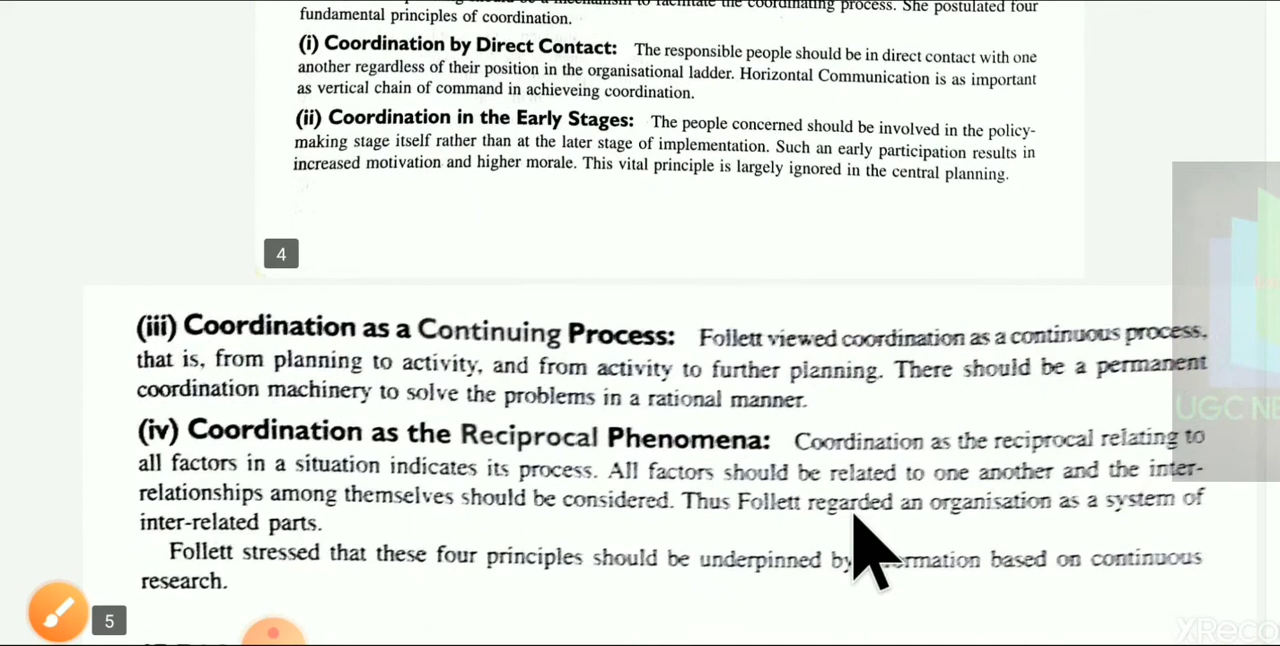 fundamental principles of coordination.
(i) Coordination by Direct Contact: The responsible people should be in direct contact with one
another regardless of their position in the organisational ladder. Horizontal Communication is as important
as vertical chain of command in achieveing coordination.
(ii) Coordination in the Early Stages: The people concerned should be involved in the policy-
making stage itself rather than at the later stage of implementation. Such an early participation results in
increased motivation and higher morale. This vital principle is largely ignored in the central planning.
4
(iii) Coordination as a Continuing Process: Follett viewed coordination as a continuous process,
that is, from planning to activity, and from activity to further planning. There should be a permanent
coordination machinery to solve the problems in a rational manner.
UGC NE
(iv) Coordination as the Reciprocal Phenomena: Coordination as the reciprocal relating to
all factors in a situation indicates its process. All factors should be related to one another and the inter-
relationships among themselves should be considered. Thus Follett regarded an organisation as a system of
inter-related parts.
Follett stressed that these four principles should be underpinned by based on continuous
research.
5
XReco